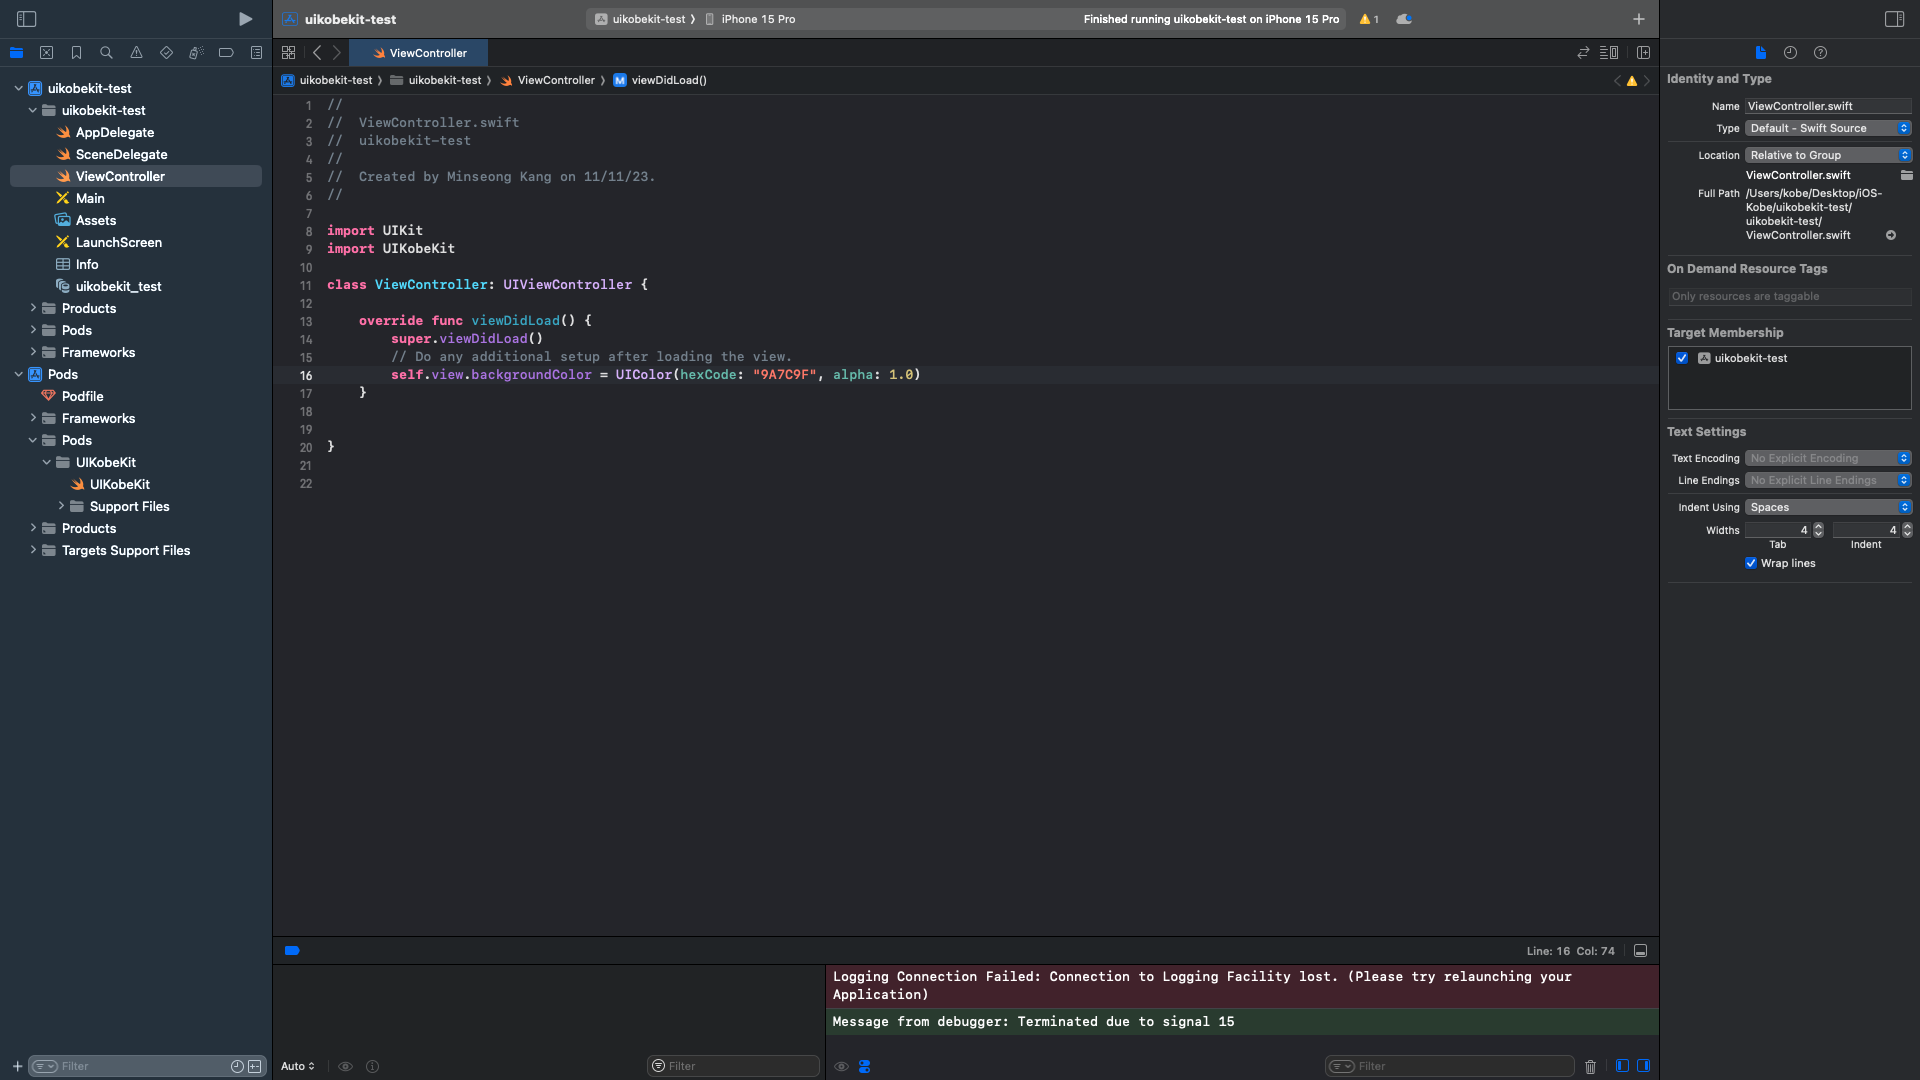 uikobekit-test
uikobekit-test
iPhone 15 Pro
Finished running uikobekit-test on iPhone 15 Pro
1
ViewController
uikobekit-test
uikobekit-test
ViewController
M
viewDidLoad()
uikobekit-test
uikobekit-test
AppDelegate
SceneDelegate
ViewController
Main
Assets
LaunchScreen
Info
uikobekit_test
Products
Pods
Frameworks
Pods
Podfile
Frameworks
Pods
UIKobeKit
UIKobeKit
Support Files
Products
Targets Support Files
Filter
1 //
2 //  ViewController.swift
3 //  uikobekit-test
4 //
5 //  Created by Minseong Kang on 11/11/23.
6 //
7
8 import UIKit
9 import UIKobeKit
10
11 class ViewController: UIViewController {
12
13     override func viewDidLoad() {
14         super.viewDidLoad()
15         // Do any additional setup after loading the view.
16         self.view.backgroundColor = UIColor(hexCode: "9A7C9F", alpha: 1.0)
17     }
18
19
20 }
21
22
Line: 16 Col: 74
Logging Connection Failed: Connection to Logging Facility lost. (Please try relaunching your
Application)
Message from debugger: Terminated due to signal 15
Auto
Filter
Filter
Identity and Type
Name ViewController.swift
Type Default - Swift Source
Location Relative to Group
ViewController.swift
Full Path /Users/kobe/Desktop/iOS-
Kobe/uikobekit-test/
uikobekit-test/
ViewController.swift
On Demand Resource Tags
Only resources are taggable
Target Membership
uikobekit-test
Text Settings
Text Encoding No Explicit Encoding
Line Endings No Explicit Line Endings
Indent Using Spaces
Widths 4 4
Tab Indent
Wrap lines